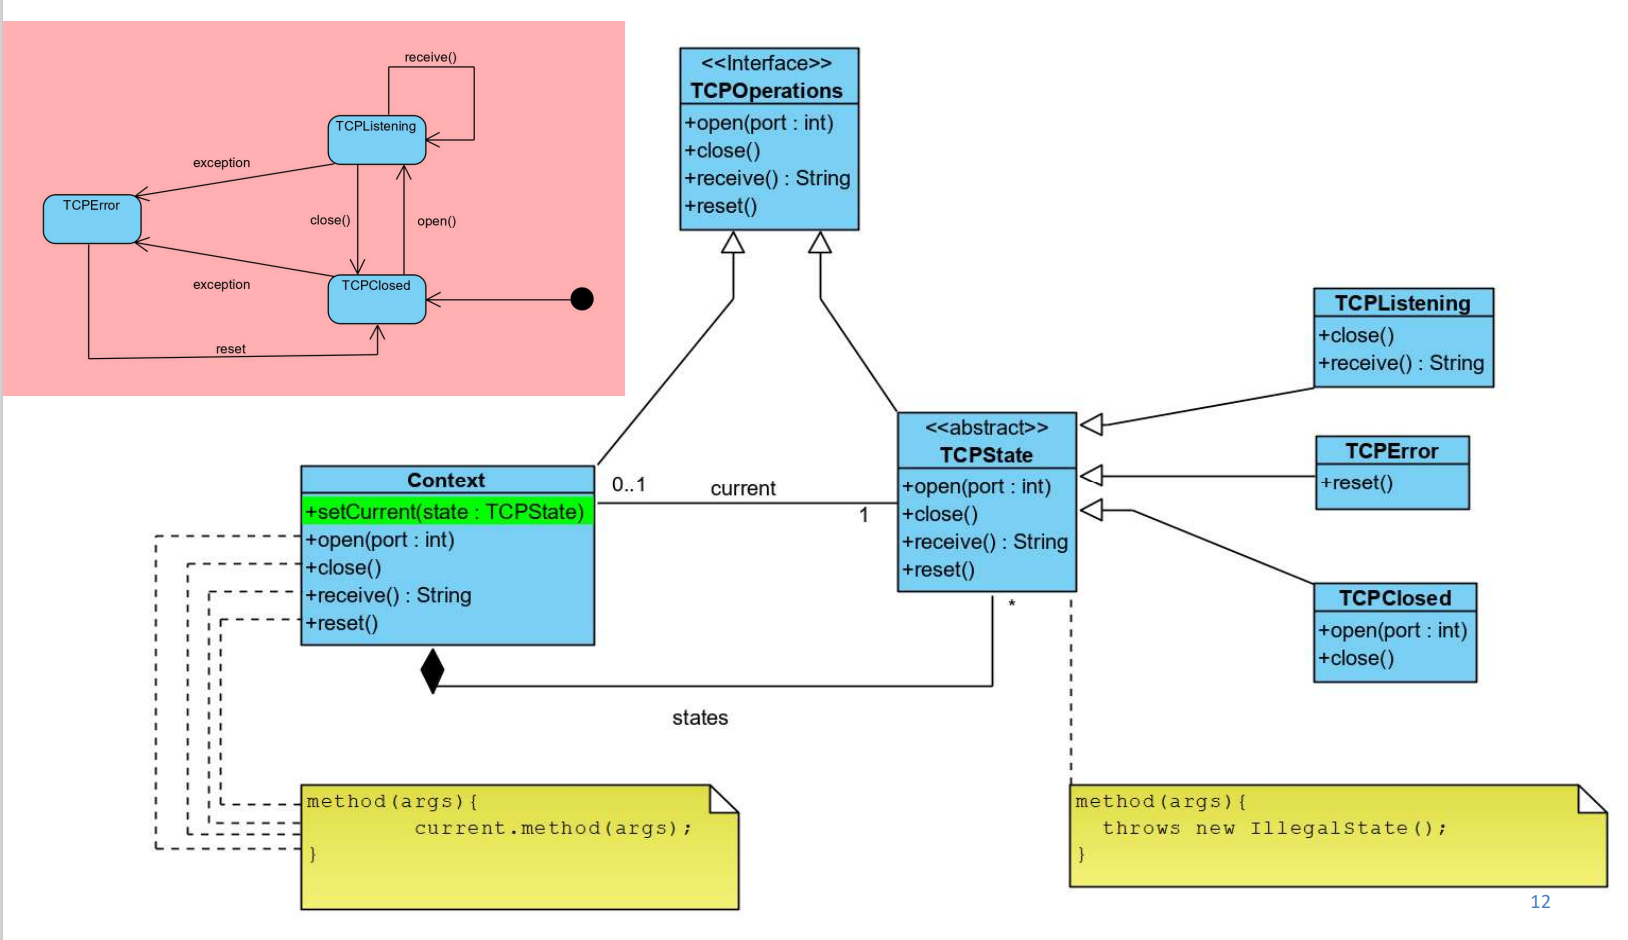 receive()
TCPListening
exception
TCPError
close()
open()
exception
TCPClosed
reset
<<Interface>>
TCPOperations
+open(port : int)
+close()
+receive() : String
+reset()
TCPListening
+close()
+receive() : String
<<abstract>>
TCPState
+open(port : int)
+close()
+receive() : String
+reset()
TCPError
+reset()
TCPClosed
+open(port : int)
+close()
Context
+setCurrent(state : TCPState)
+open(port : int)
+close()
+receive() : String
+reset()
0..1
current
1
*
states
method(args){
current.method(args);
}
method(args){
throws new IllegalState();
}
12